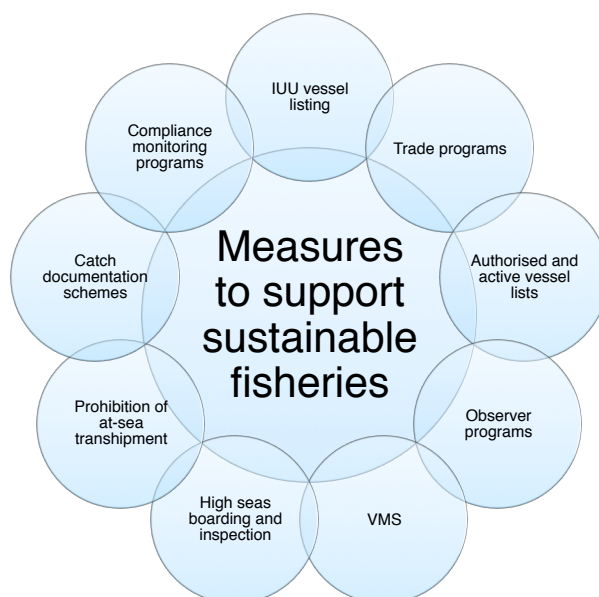 IUU vessel
listing
Trade programs
Authorised and
active vessel
lists
Observer
programs
VMS
High seas
boarding and
inspection
Prohibition of
at-sea
transhipment
Catch
documentation
schemes
Compliance
monitoring
programs
Measures
to support
sustainable
fisheries